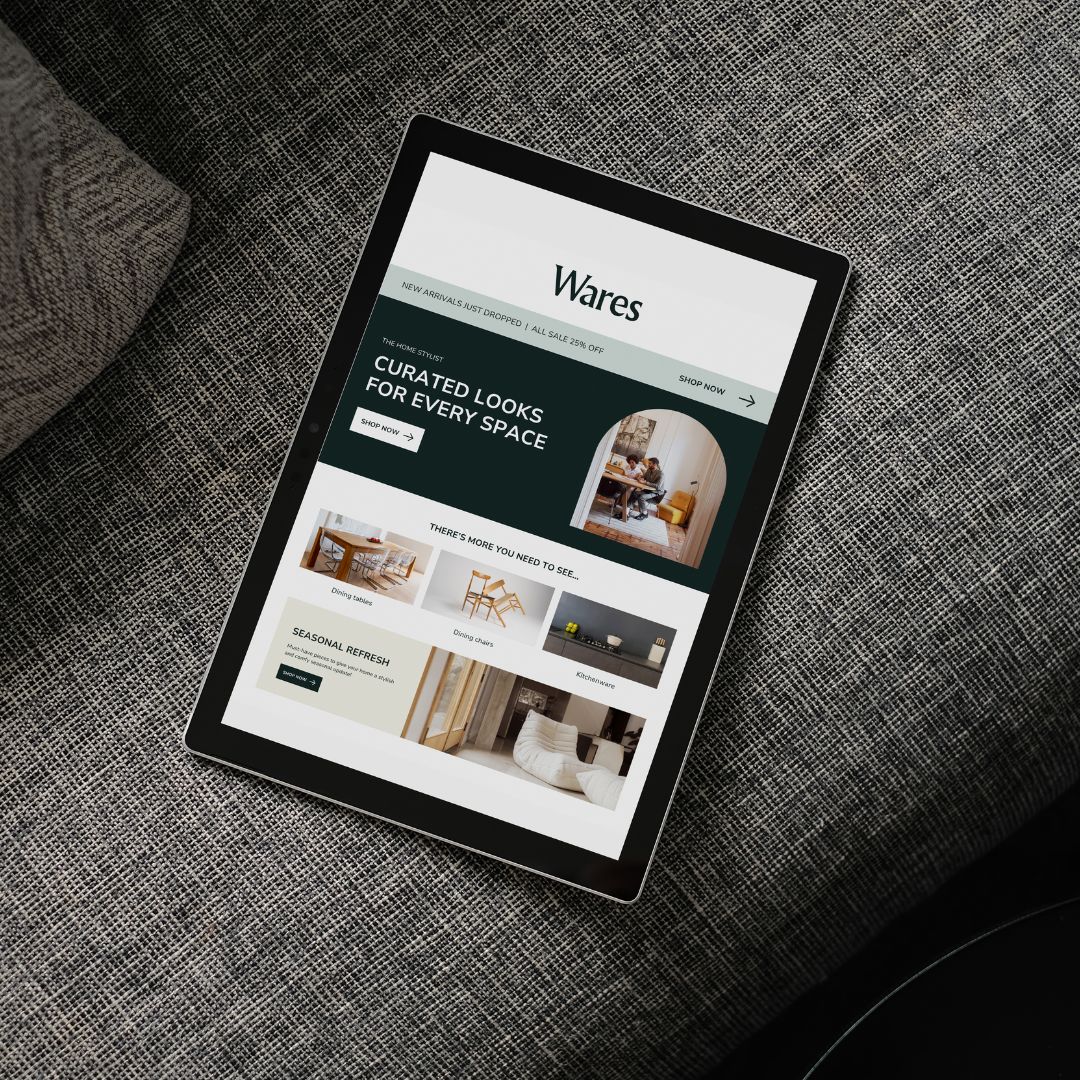 Wares
NEW ARRIVALS JUST DROPPED | ALL SALE 25% OFF
SHOP NOW
THE HOME STYLIST
CURATED LOOKS
FOR EVERY SPACE
SHOP NOW
THERE'S MORE YOU NEED TO SEE...
Dining tables
Dining chairs
Kitchenware
SEASONAL REFRESH
Must-have pieces to give your home a stylish
and comfy seasonal update!
SHOP NOW